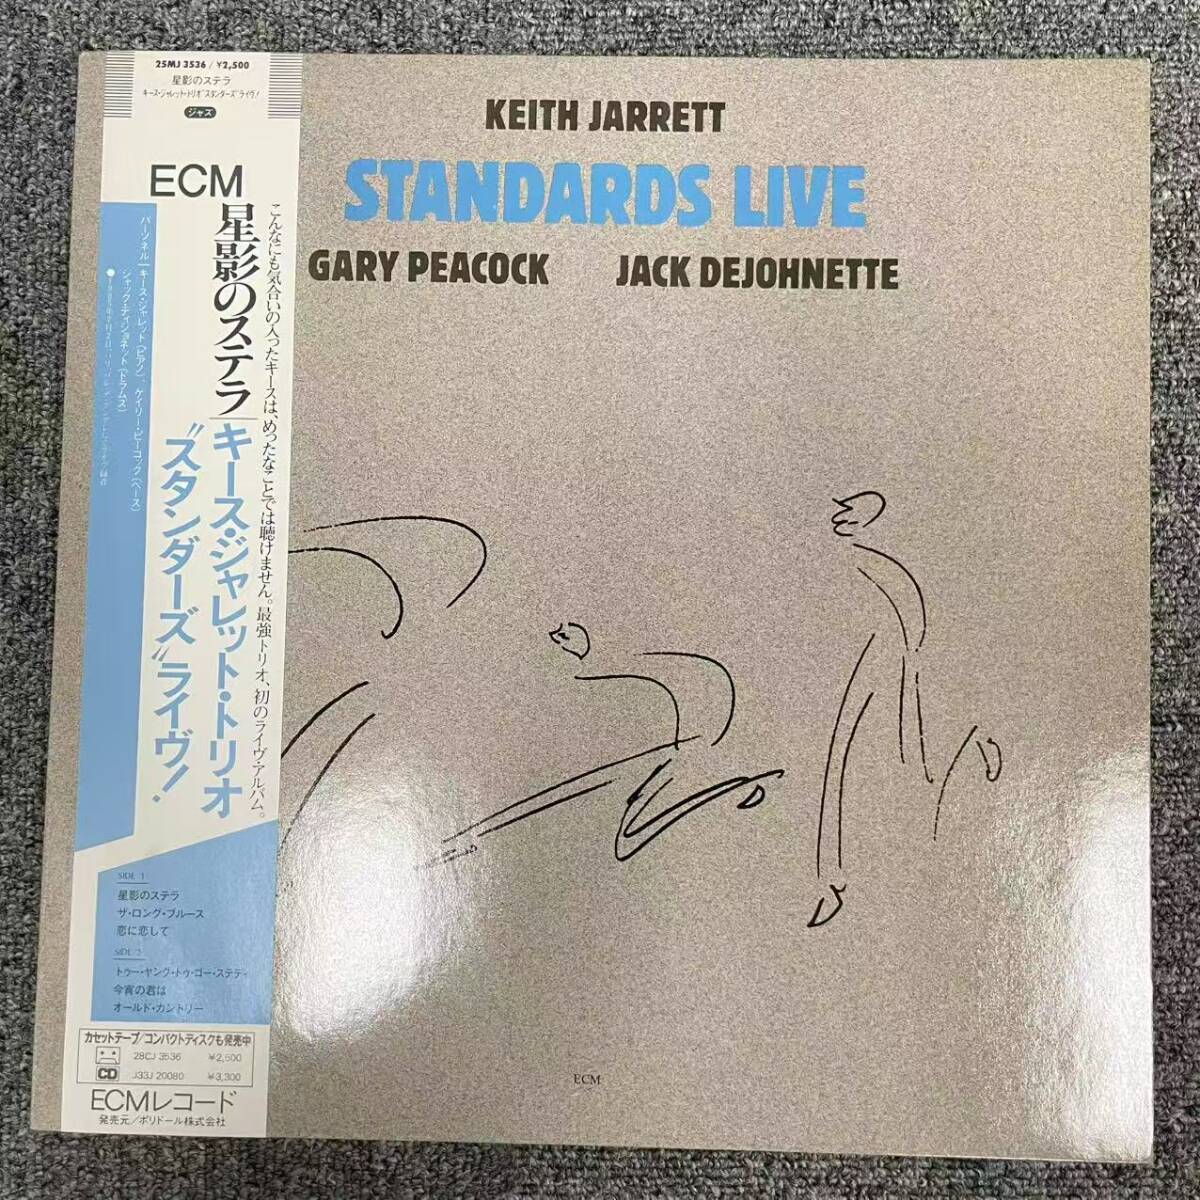 25MJ 3536 / ¥2,500
星影のステラ
キース・ジャレット・トリオ"スタンダーズ"ライヴ!
ジャズ
ECM
こんなにも気合いの入ったキースは、めったなことでは聴けません。最強トリオ、初のライヴ・アルバム。
星影のステラ
キース・ジャレット・トリオ
"スタンダーズ"ライヴ!
パーソネル
キース・ジャレット(ピアノ)、ゲイリー・ピーコック(ベース)
ジャック・ディジョネット(ドラムス)
SIDE 1
星影のステラ
ザ・ロング・ブルース
恋に恋して
SIDE 2
トゥー・ヤング・トゥ・ゴー・ステディ
今宵の君は
オールド・カントリー
カセットテープ/コンパクトディスクも発売中
28CJ 3536 ¥2,500
CD J33J 20080 ¥3,300
ECMレコード
発売元/ポリドール株式会社
KEITH JARRETT
STANDARDS LIVE
GARY PEACOCK JACK DEJOHNETTE
ECM